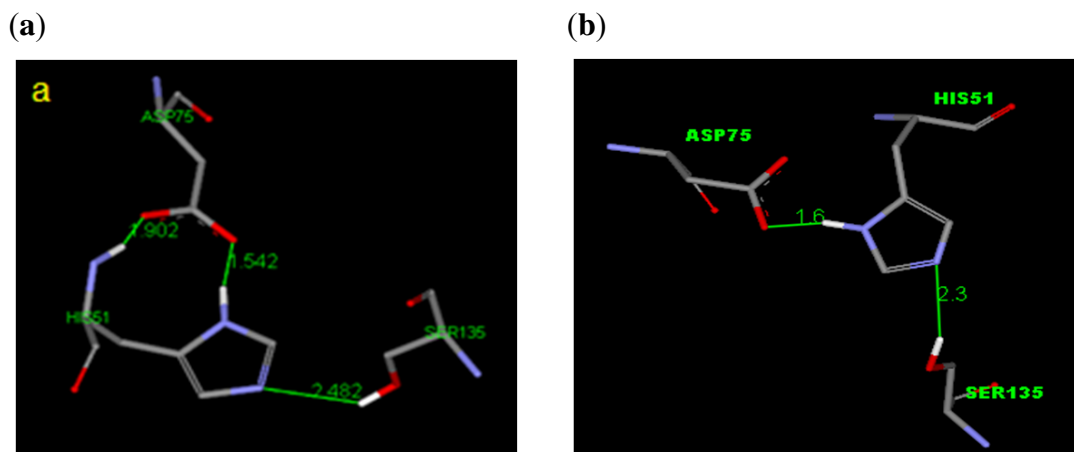 (a)
(b)
a
ASP75
1.902
1.542
HIS51
SER135
2.482
HIS51
ASP75
1.6
2.3
SER135